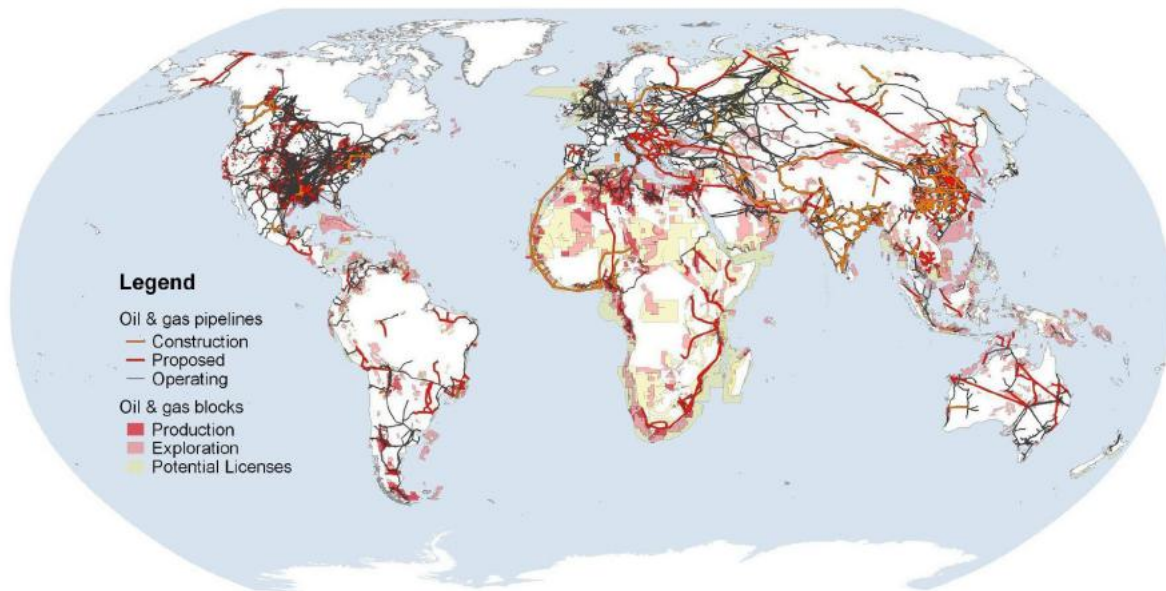 Legend
Oil & gas pipelines
Construction
Proposed
Operating
Oil & gas blocks
Production
Exploration
Potential Licenses